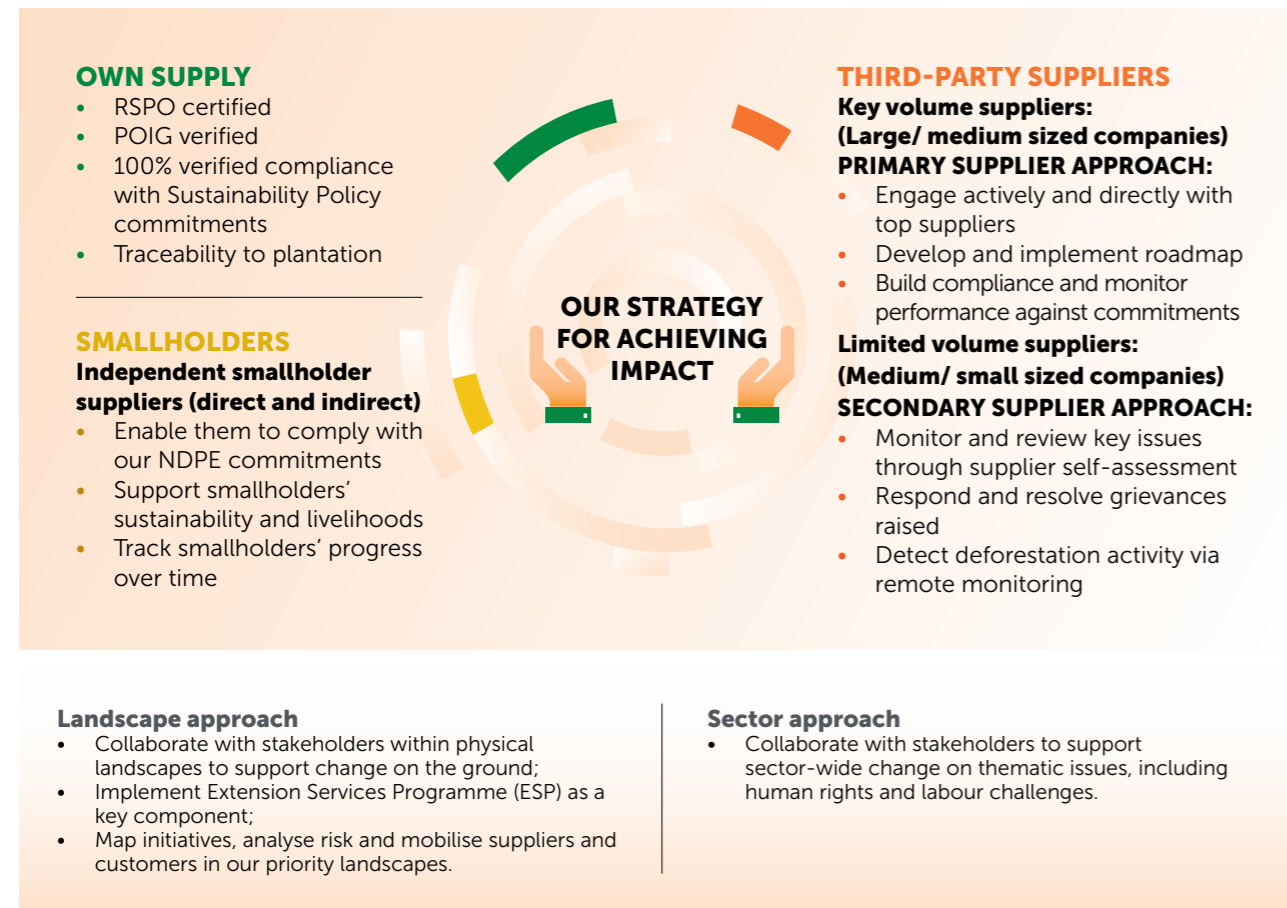 OWN SUPPLY
• RSPO certified
• POIG verified
• 100% verified compliance
with Sustainability Policy
commitments
• Traceability to plantation
SMALLHOLDERS
Independent smallholder
suppliers (direct and indirect)
• Enable them to comply with
our NDPE commitments
• Support smallholders’
sustainability and livelihoods
• Track smallholders’ progress
over time
OUR STRATEGY
FOR ACHIEVING
IMPACT
THIRD-PARTY SUPPLIERS
Key volume suppliers:
(Large/ medium sized companies)
PRIMARY SUPPLIER APPROACH:
• Engage actively and directly with
top suppliers
• Develop and implement roadmap
• Build compliance and monitor
performance against commitments
Limited volume suppliers:
(Medium/ small sized companies)
SECONDARY SUPPLIER APPROACH:
• Monitor and review key issues
through supplier self-assessment
• Respond and resolve grievances
raised
• Detect deforestation activity via
remote monitoring
Landscape approach
• Collaborate with stakeholders within physical
landscapes to support change on the ground;
• Implement Extension Services Programme (ESP) as a
key component;
• Map initiatives, analyse risk and mobilise suppliers and
customers in our priority landscapes.
Sector approach
• Collaborate with stakeholders to support
sector-wide change on thematic issues, including
human rights and labour challenges.